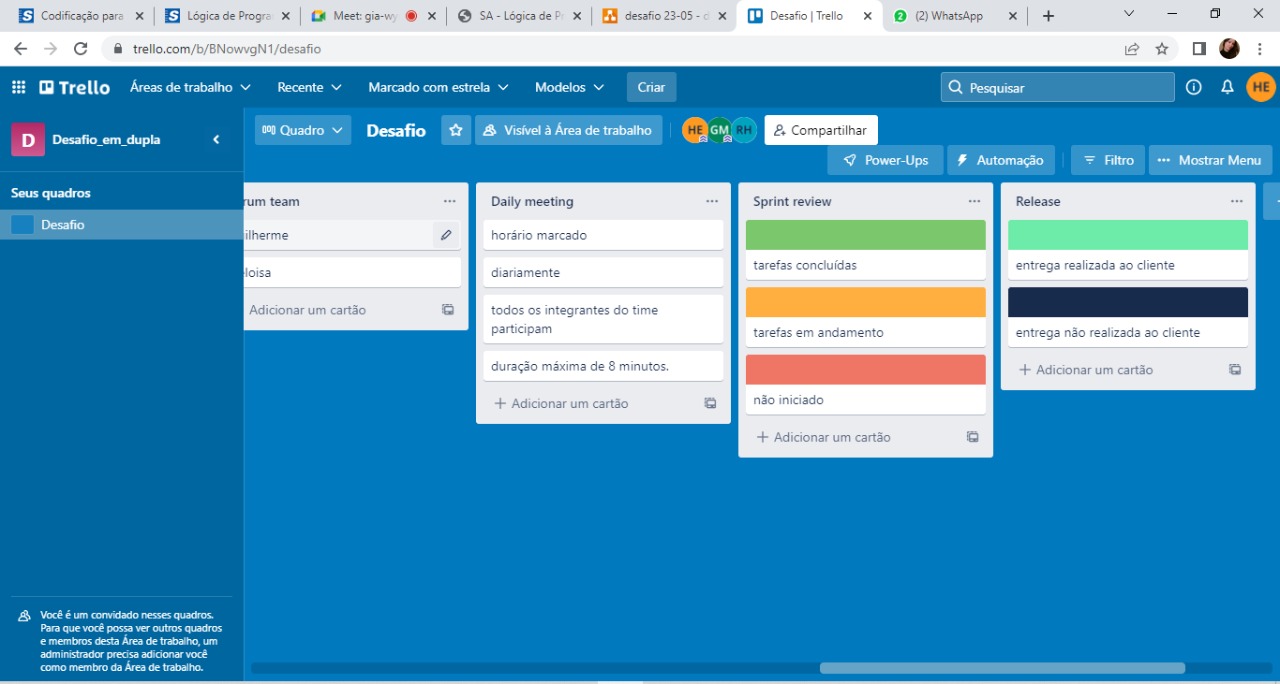 Codificação para
Lógica de Progra
Meet: gia-wy
SA - Lógica de P
desafio 23-05 - d
Desafio | Trello
(2) WhatsApp
trello.com/b/BNowvgN1/desafio
Trello
Áreas de trabalho
Recente
Marcado com estrela
Modelos
Criar
Pesquisar
HE
D
Desafio_em_dupla
Quadro
Desafio
Visível à Área de trabalho
HE GM RH
Compartilhar
Power-Ups
Automação
Filtro
Mostrar Menu
Seus quadros
Desafio
rum team
ilherme
loisa
Adicionar um cartão
Daily meeting
horário marcado
diariamente
todos os integrantes do time
participam
duração máxima de 8 minutos.
Adicionar um cartão
Sprint review
tarefas concluídas
tarefas em andamento
não iniciado
Adicionar um cartão
Release
entrega realizada ao cliente
entrega não realizada ao cliente
Adicionar um cartão
Você é um convidado nesses quadros.
Para que você possa ver outros quadros
e membros desta Área de trabalho, um
administrador precisa adicionar você
como membro da Área de trabalho.